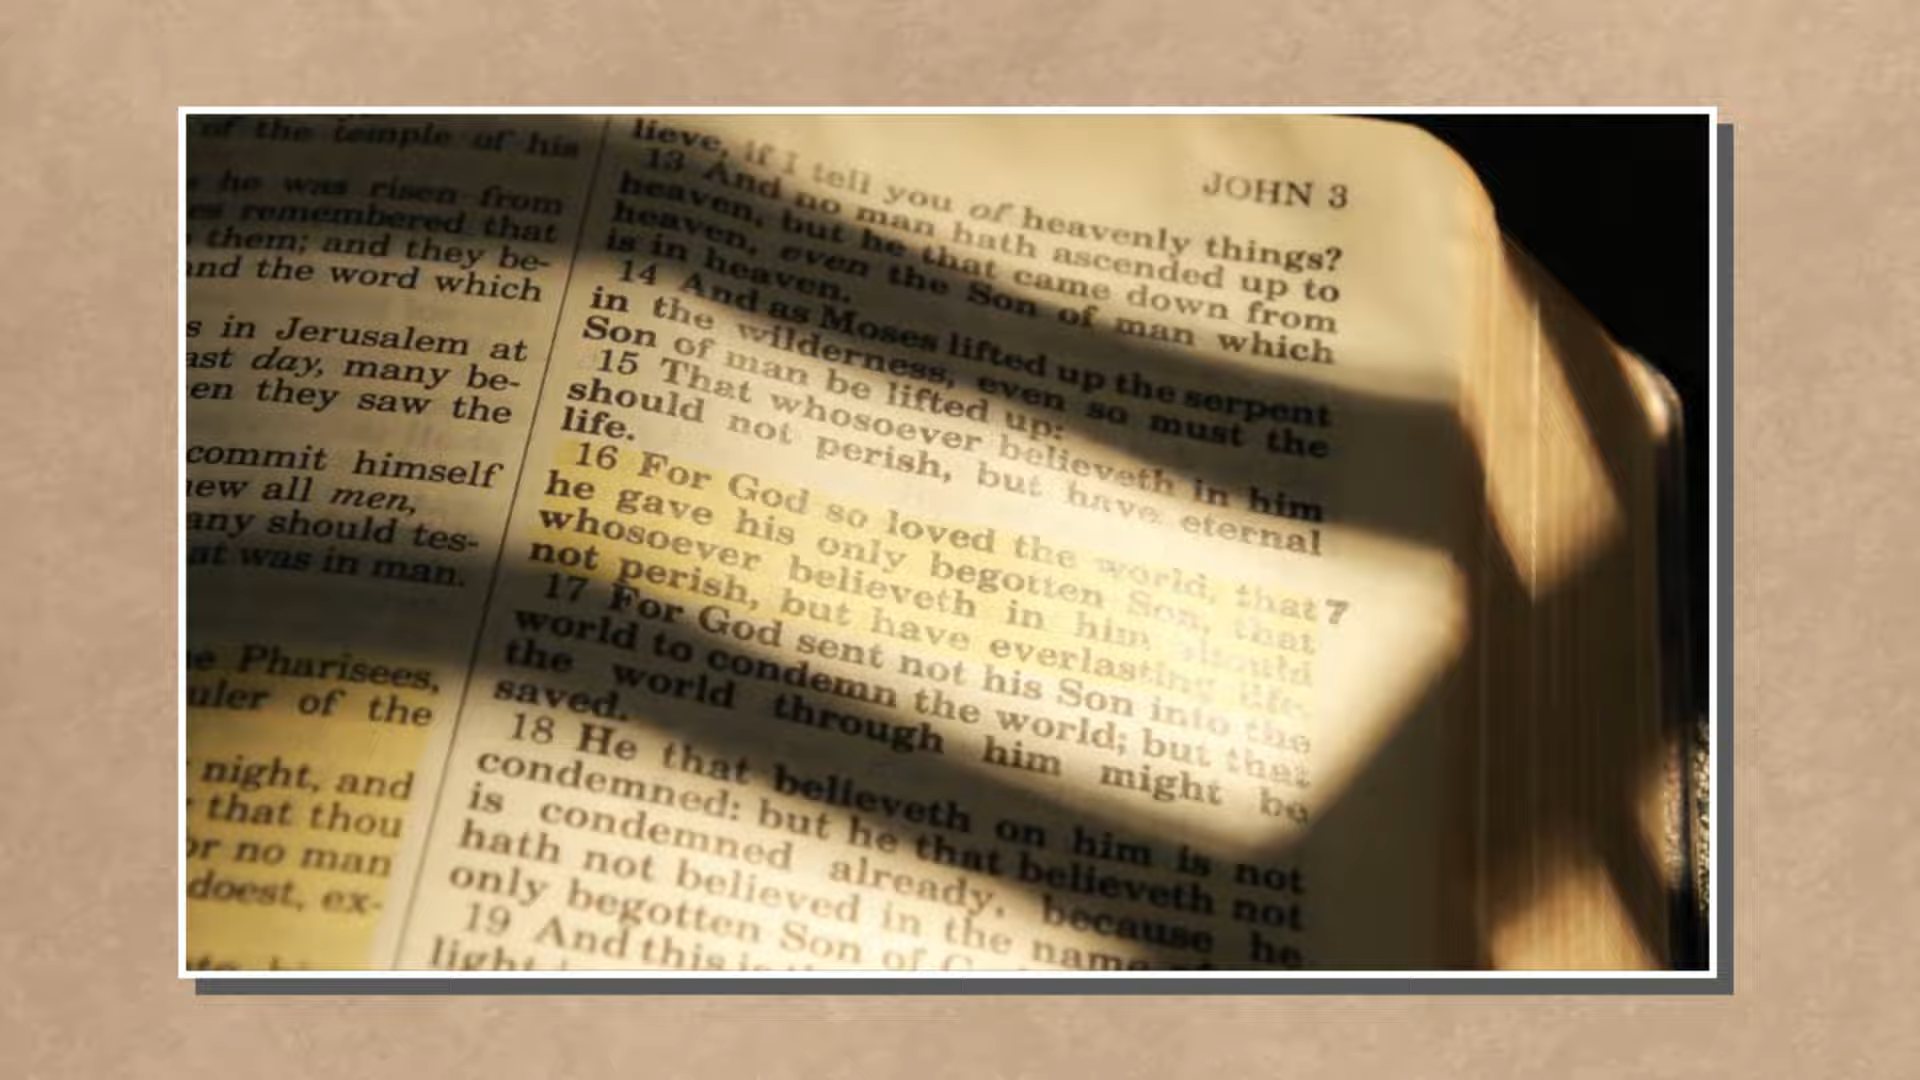 JOHN 3
of the temple of his
he was risen from
remembered that
them; and they be-
and the word which
in Jerusalem at
day, many be-
they saw the
commit himself
all men,
should tes-
at was in man.
Pharisees,
of the
night, and
that thou
no man
doest, ex-
lieve, if I tell you of heavenly things?
13 And no man hath ascended up to
heaven, but he that came down from
heaven, even the Son of man which
is in heaven.
14 And as Moses lifted up the serpent
in the wilderness, even so must the
Son of man be lifted up:
15 That whosoever believeth in him
should not perish, but have eternal
life.
16 For God so loved the world, that 7
he gave his only begotten Son, that
whosoever believeth in him should
not perish, but have everlasting life.
17 For God sent not his Son into the
world to condemn the world; but that
the world through him might be
saved.
18 He that believeth on him is not
condemned: but he that believeth not
is condemned already, because he
hath not believed in the name
only begotten Son of
19 And this is
light